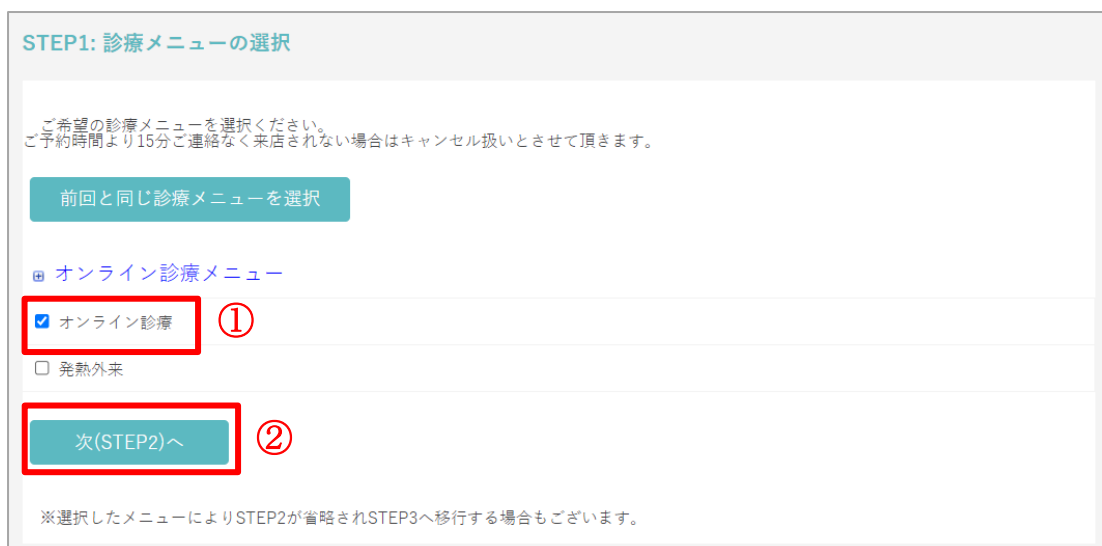 STEP1: 診療メニューの選択
ご希望の診療メニューを選択ください。
ご予約時間より15分ご連絡なく来店されない場合はキャンセル扱いとさせて頂きます。
前回と同じ診療メニューを選択
オンライン診療メニュー
オンライン診療 ①
発熱外来
次(STEP2)へ ②
※選択したメニューによりSTEP2が省略されSTEP3へ移行する場合もございます。